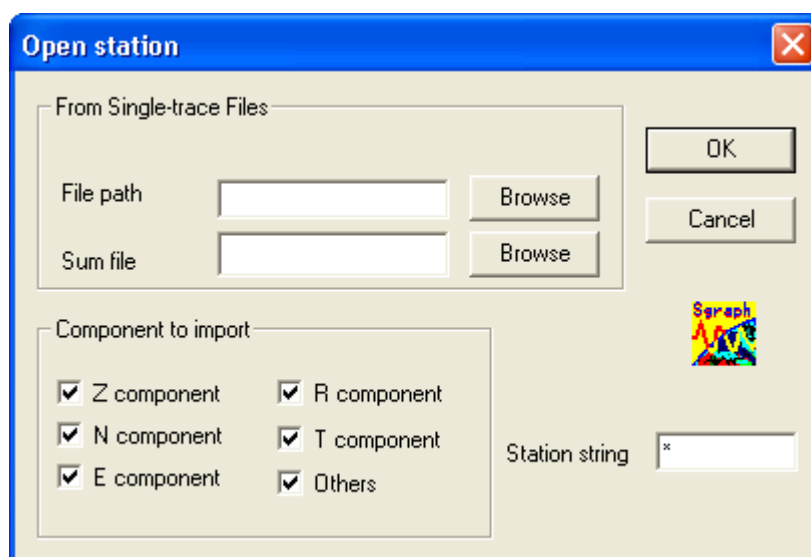 Open station
From Single-trace Files
OK
File path
Browse
Cancel
Sum file
Browse
Sgraph
Component to import
Z component
R component
N component
T component
E component
Others
Station string
*